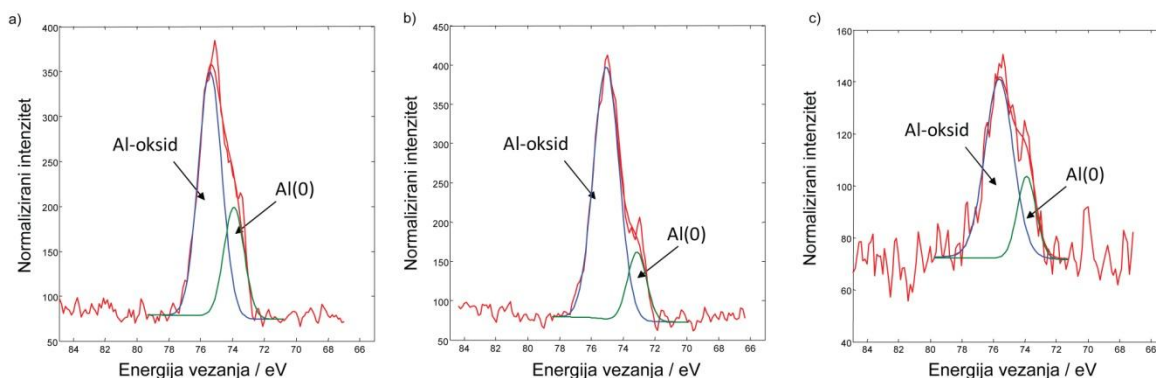 a)
400
350
300
250
200
150
100
50
84 82 80 78 76 74 72 70 68 66 64
Normalizirani intenzitet
Energija vezanja / eV
Al-oksid
Al(0)
b)
450
400
350
300
250
200
150
100
50
84 82 80 78 76 74 72 70 68 66
Normalizirani intenzitet
Energija vezanja / eV
Al-oksid
Al(0)
c)
160
140
120
100
80
60
40
84 82 80 78 76 74 72 70 68 66
Normalizirani intenzitet
Energija vezanja / eV
Al-oksid
Al(0)